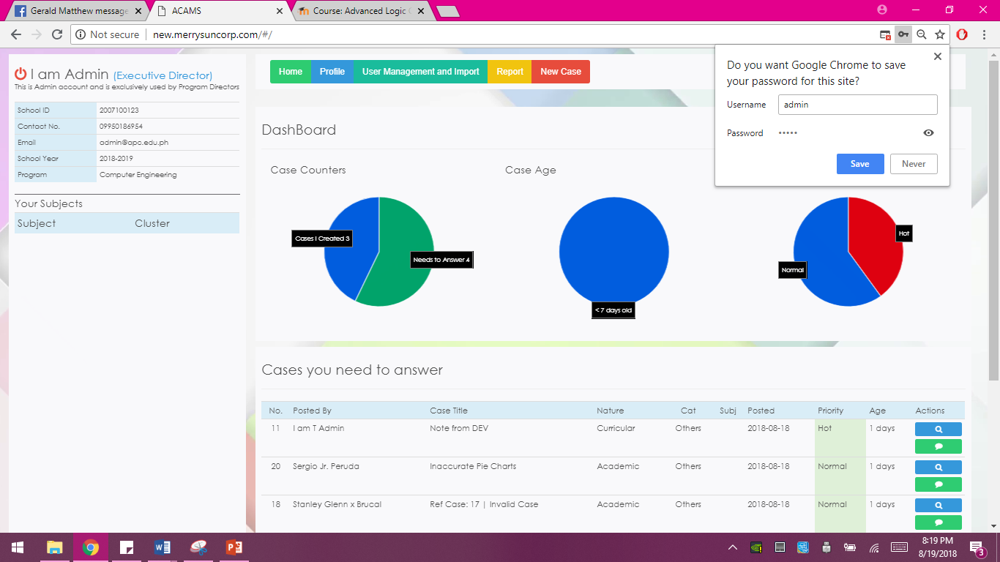 Gerald Matthew message
ACAMS
Course: Advanced Logic
Not secure
new.merrysuncorp.com/#/
Do you want Google Chrome to save
your password for this site?
Username
admin
Password
•••••
Save
Never
I am Admin (Executive Director)
This is Admin account and is exclusively used by Program Directors
School ID 2007100123
Contact No. 09950186954
Email admin@apc.edu.ph
School Year 2018-2019
Program Computer Engineering
Your Subjects
Subject Cluster
Home Profile User Management and Import Report New Case
DashBoard
Case Counters
Cases I Created 3
Needs to Answer 4
Case Age
< 7 days old
Hot
Normal
Cases you need to answer
No. Posted By Case Title Nature Cat Subj Posted Priority Age Actions
11 I am T Admin Note from DEV Curricular Others 2018-08-18 Hot 1 days
20 Sergio Jr. Peruda Inaccurate Pie Charts Academic Others 2018-08-18 Normal 1 days
18 Stanley Glenn x Brucal Ref Case: 17 | Invalid Case Academic Others 2018-08-18 Normal 1 days
8:19 PM
8/19/2018
3